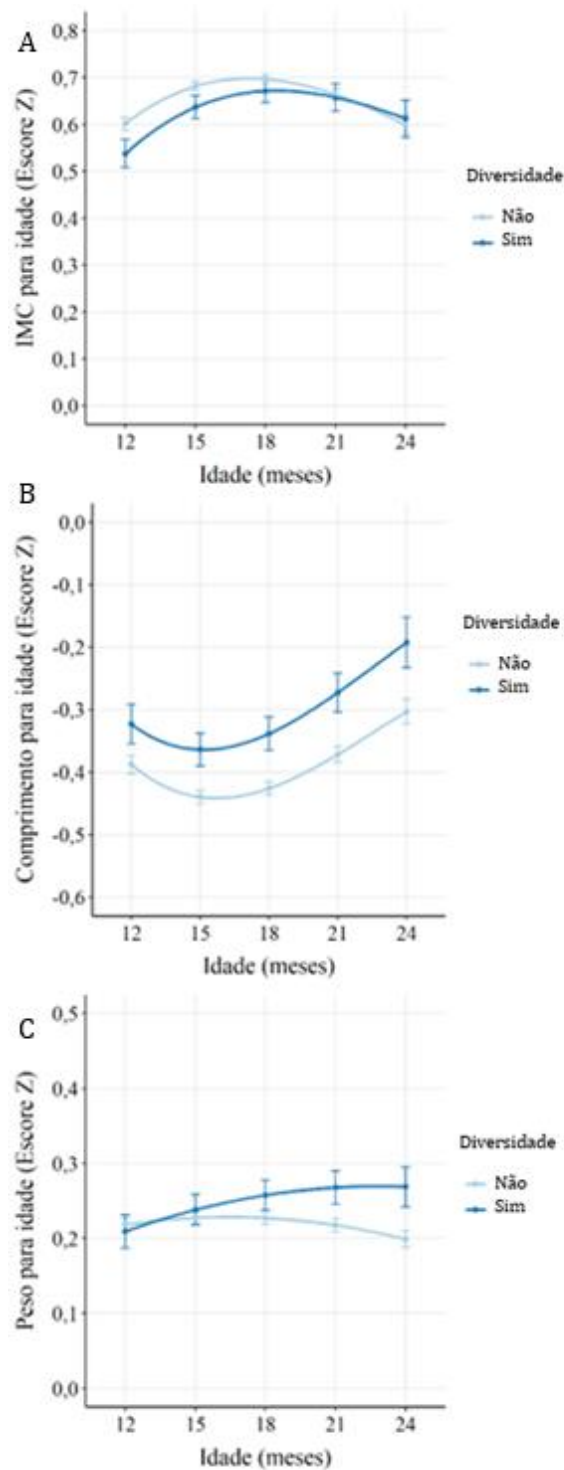 A
IMC para idade (Escore Z)
0,8
0,7
0,6
0,5
0,4
0,3
0,2
0,1
0,0
12 15 18 21 24
Idade (meses)
Diversidade
Não
Sim
B
Comprimento para idade (Escore Z)
0,0
-0,1
-0,2
-0,3
-0,4
-0,5
-0,6
12 15 18 21 24
Idade (meses)
Diversidade
Não
Sim
C
Peso para idade (Escore Z)
0,5
0,4
0,3
0,2
0,1
0,0
12 15 18 21 24
Idade (meses)
Diversidade
Não
Sim